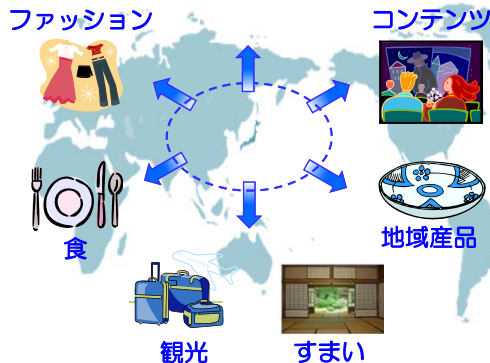 ファッション
コンテンツ
食
地域産品
観光
すまい